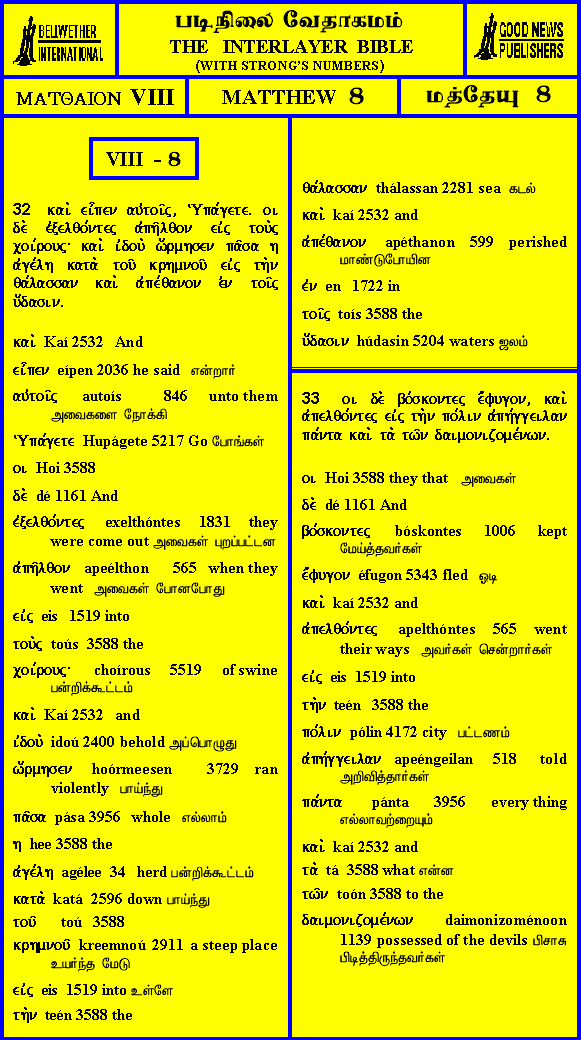 BELLWETHER
INTERNATIONAL
படிநிலை வேதாகமம்
THE INTERLAYER BIBLE
(WITH STRONG'S NUMBERS)
GOOD NEWS
PUBLISHERS
ΜΑΤΘΑΙΟΝ VIII
MATTHEW 8
மத்தேயு 8
VIII - 8
32 καὶ εἶπεν αὐτοῖς, Ὑπάγετε. οι
δὲ ἐξελθόντες ἀπῆλθον εἰς τοὺς
χοίρους· καὶ ἰδοὺ ὥρμησεν πᾶσα η
ἀγέλη κατὰ τοῦ κρημνοῦ εἰς τὴν
θάλασσαν καὶ ἀπέθανον ἐν τοῖς
ὕδασιν.
καὶ Kaí 2532 And
εἶπεν eípen 2036 he said என்றார்
αὐτοῖς autoís 846 unto them
அவைகளை நோக்கி
Ὑπάγετε Hupágete 5217 Go போங்கள்
οι Hoi 3588
δὲ dé 1161 And
ἐξελθόντες exelthóntes 1831 they
were come out அவைகள் புறப்பட்டன
ἀπῆλθον apeélthon 565 when they
went அவைகள் போனபோது
εἰς eis 1519 into
τοὺς toús 3588 the
χοίρους· choírous 5519 of swine
பன்றிக்கூட்டம்
καὶ Kaí 2532 and
ἰδοὺ idoú 2400 behold அப்பொழுது
ὥρμησεν hoórmeesen 3729 ran
violently பாய்ந்து
πᾶσα pása 3956 whole எல்லாம்
η hee 3588 the
ἀγέλη agélee 34 herd பன்றிக்கூட்டம்
κατὰ katá 2596 down பாய்ந்து
τοῦ toú 3588
κρημνοῦ kreemnoú 2911 a steep place
உயர்ந்த மேடு
εἰς eis 1519 into உள்ளே
τὴν teén 3588 the
θάλασσαν thálassan 2281 sea கடல்
καὶ kaí 2532 and
ἀπέθανον apéthanon 599 perished
மாண்டுபோயின
ἐν en 1722 in
τοῖς toís 3588 the
ὕδασιν húdasin 5204 waters ஜலம்
33 οι δὲ βόσκοντες ἔφυγον, καὶ
ἀπελθόντες εἰς τὴν πόλιν ἀπήγγειλαν
πάντα καὶ τὰ τῶν δαιμονιζομένων.
οι Hoi 3588 they that அவைகள்
δὲ dé 1161 And
βόσκοντες bóskontes 1006 kept
மேய்த்தவர்கள்
ἔφυγον éfugon 5343 fled ஓடி
καὶ kaí 2532 and
ἀπελθόντες apelthóntes 565 went
their ways அவர்கள் சென்றார்கள்
εἰς eis 1519 into
τὴν teén 3588 the
πόλιν pólin 4172 city பட்டணம்
ἀπήγγειλαν apeéngeilan 518 told
அறிவித்தார்கள்
πάντα pánta 3956 every thing
எல்லாவற்றையும்
καὶ kaí 2532 and
τὰ tá 3588 what என்ன
τῶν toón 3588 to the
δαιμονιζομένων daimonizoménoon
1139 possessed of the devils பிசாசு
பிடித்திருந்தவர்கள்